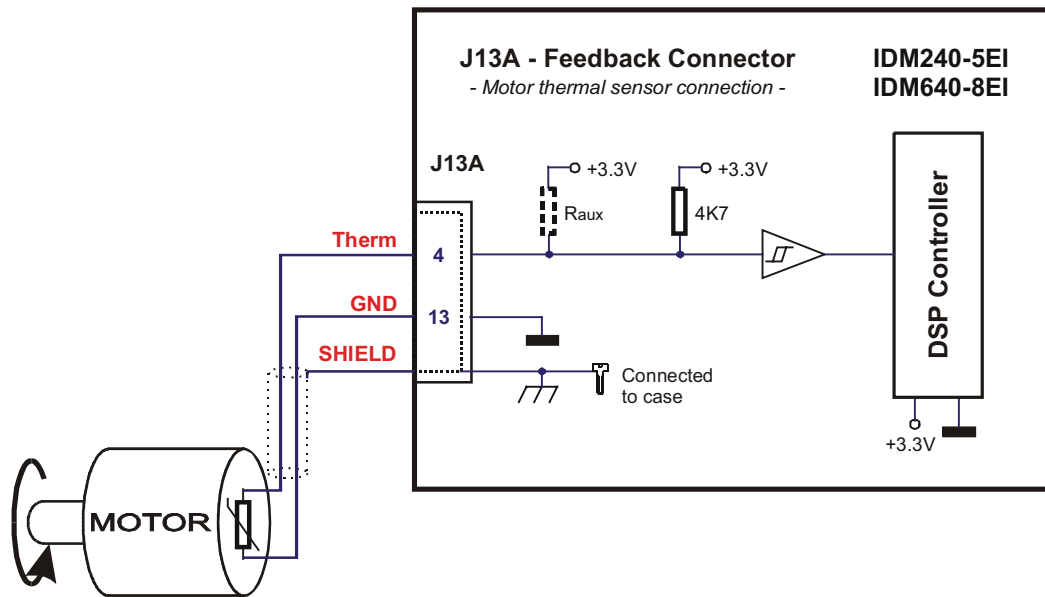 J13A - Feedback Connector
- Motor thermal sensor connection -
IDM240-5EI
IDM640-8EI
J13A
+3.3V
+3.3V
Raux
4K7
Therm
4
GND
13
SHIELD
Connected
to case
DSP Controller
+3.3V
MOTOR